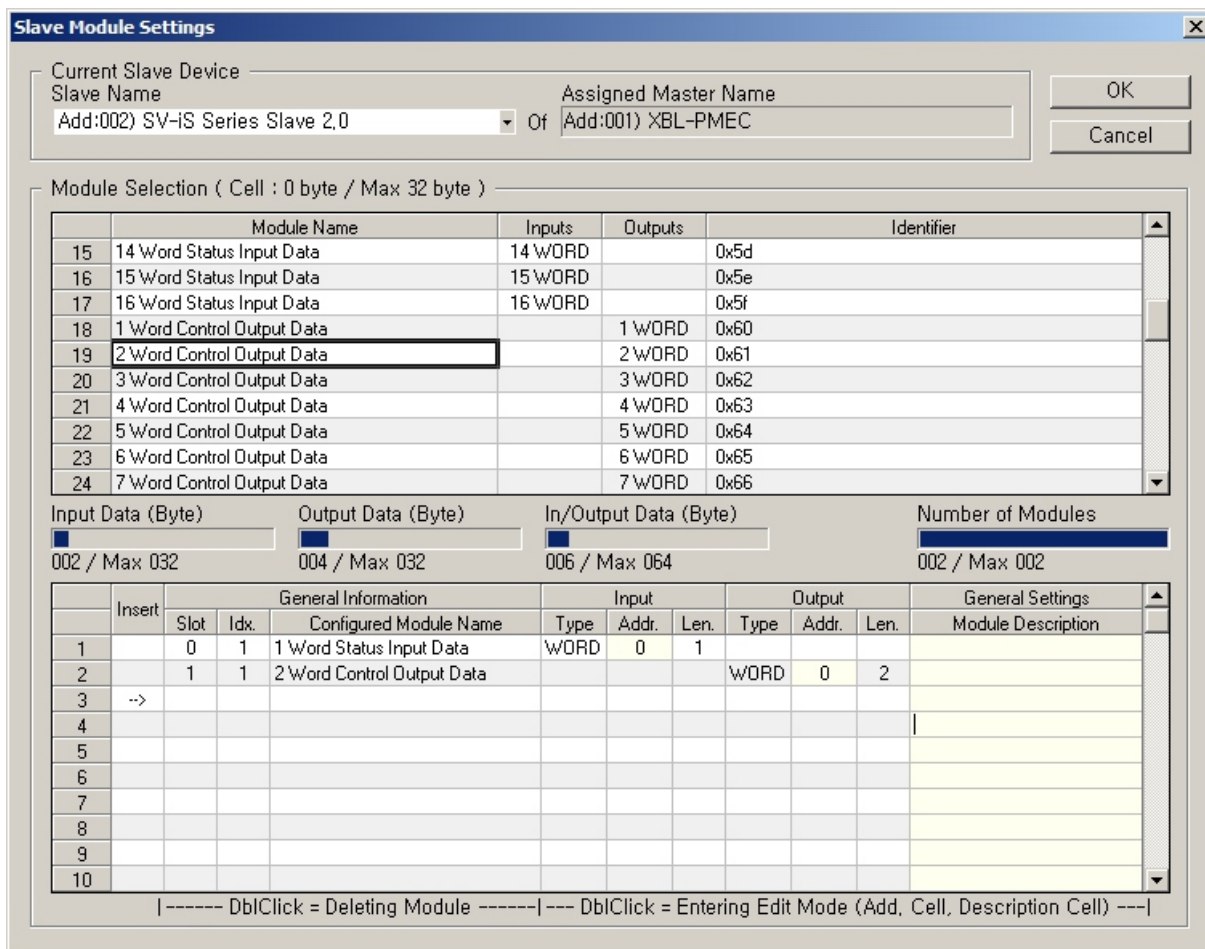 Slave Module Settings
Current Slave Device
Slave Name Assigned Master Name OK
Add:002) SV-iS Series Slave 2,0 Of Add:001) XBL-PMEC
Cancel
Module Selection ( Cell : 0 byte / Max 32 byte )
Module Name Inputs Outputs Identifier
15 14 Word Status Input Data 14 WORD 0x5d
16 15 Word Status Input Data 15 WORD 0x5e
17 16 Word Status Input Data 16 WORD 0x5f
18 1 Word Control Output Data 1 WORD 0x60
19 2 Word Control Output Data 2 WORD 0x61
20 3 Word Control Output Data 3 WORD 0x62
21 4 Word Control Output Data 4 WORD 0x63
22 5 Word Control Output Data 5 WORD 0x64
23 6 Word Control Output Data 6 WORD 0x65
24 7 Word Control Output Data 7 WORD 0x66
Input Data (Byte) Output Data (Byte) In/Output Data (Byte) Number of Modules
002 / Max 032 004 / Max 032 006 / Max 064 002 / Max 002
Insert General Information Input Output General Settings
Slot Idx. Configured Module Name Type Addr. Len. Type Addr. Len. Module Description
1 0 1 1 Word Status Input Data WORD 0 1
2 1 1 2 Word Control Output Data WORD 0 2
3 -->
4
5
6
7
8
9
10
|------ DblClick = Deleting Module ------|--- DblClick = Entering Edit Mode (Add, Cell, Description Cell) ---|